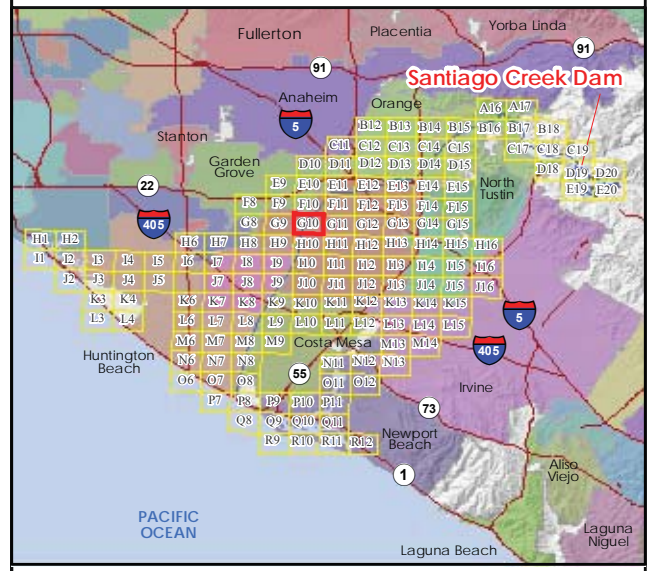 Yorba Linda
Fullerton
Placentia
91
91
Santiago Creek Dam
Anaheim
Orange
A16 A17
5
B12 B13 B14 B15 B16 B17 B18
Stanton
C11 C12 C13 C14 C15 C17 C18 C19
Garden
Grove
D10 D11 D12 D13 D14 D15 D18 D19 D20
22
E9 E10 E11 E12 E13 E14 E15 E19 E20
North
Tustin
F8 F9 F10 F11 F12 F13 F14 F15
405
G8 G9 G10 G11 G12 G13 G14 G15
H1 H2 H6 H7 H8 H9 H10 H11 H12 H13 H14 H15 H16
I1 I2 I3 I4 I5 I6 I7 I8 I9 I10 I11 I12 I13 I14 I15 I16
J2 J3 J4 J5 J7 J8 J9 J10 J11 J12 J13 J14 J15 J16
K3 K4 K6 K7 K8 K9 K10 K11 K12 K13 K14 K15
5
L3 L4 L6 L7 L8 L9 L10 L11 L12 L13 L14 L15
M6 M7 M8 M9 Costa Mesa M13 M14
405
Huntington
Beach
N6 N7 N8 N11 N12 N13
55
O6 O7 O8 O11 O12
Irvine
P7 P8 P9 P10 P11
73
Q8 Q9 Q10 Q11
Newport
Beach
R9 R10 R11 R12
1
Aliso
Viejo
PACIFIC
OCEAN
Laguna
Niguel
Laguna Beach